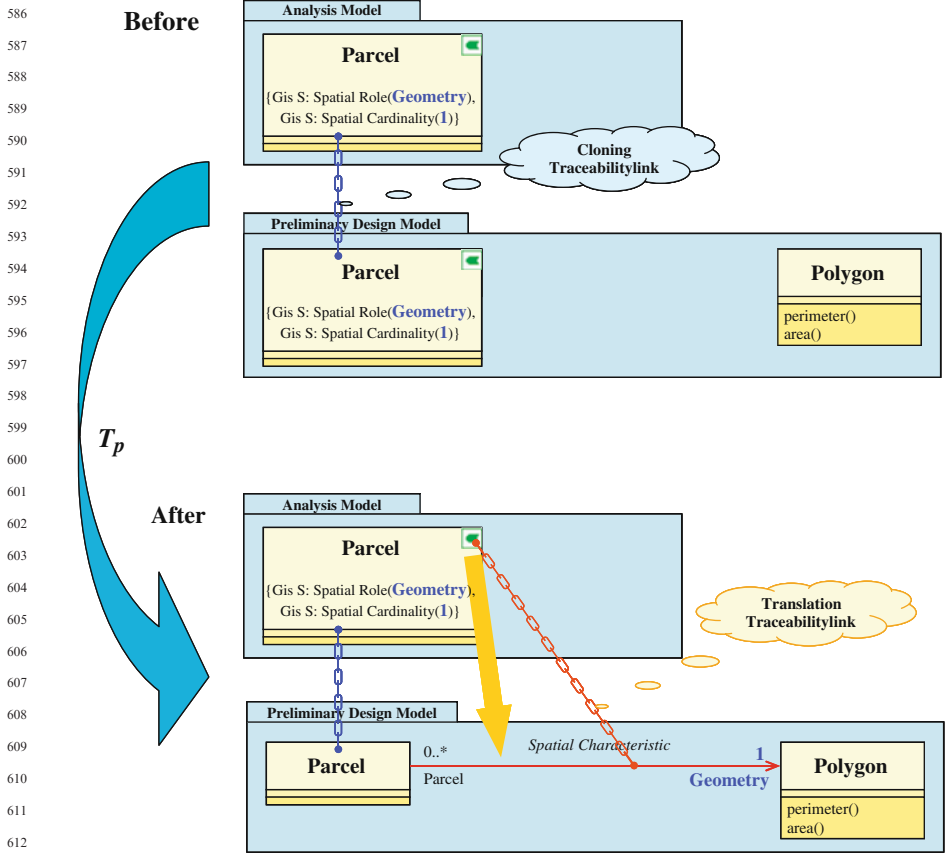 586
Analysis Model
Before
587
Parcel
588
{Gis S: Spatial Role(Geometry),
589
Gis S: Spatial Cardinality(1)}
590
Cloning
591
Traceabilitylink
592
593
Preliminary Design Model
594
Parcel
Polygon
595
{Gis S: Spatial Role(Geometry),
perimeter()
596
Gis S: Spatial Cardinality(1)}
area()
597
598
599
Tp
600
601
Analysis Model
602
After
603
Parcel
604
{Gis S: Spatial Role(Geometry),
605
Gis S: Spatial Cardinality(1)}
Translation
Traceabilitylink
606
607
608
Preliminary Design Model
609
0..*
Spatial Characteristic
1
Parcel
Polygon
610
Parcel
Geometry
611
perimeter()
area()
612